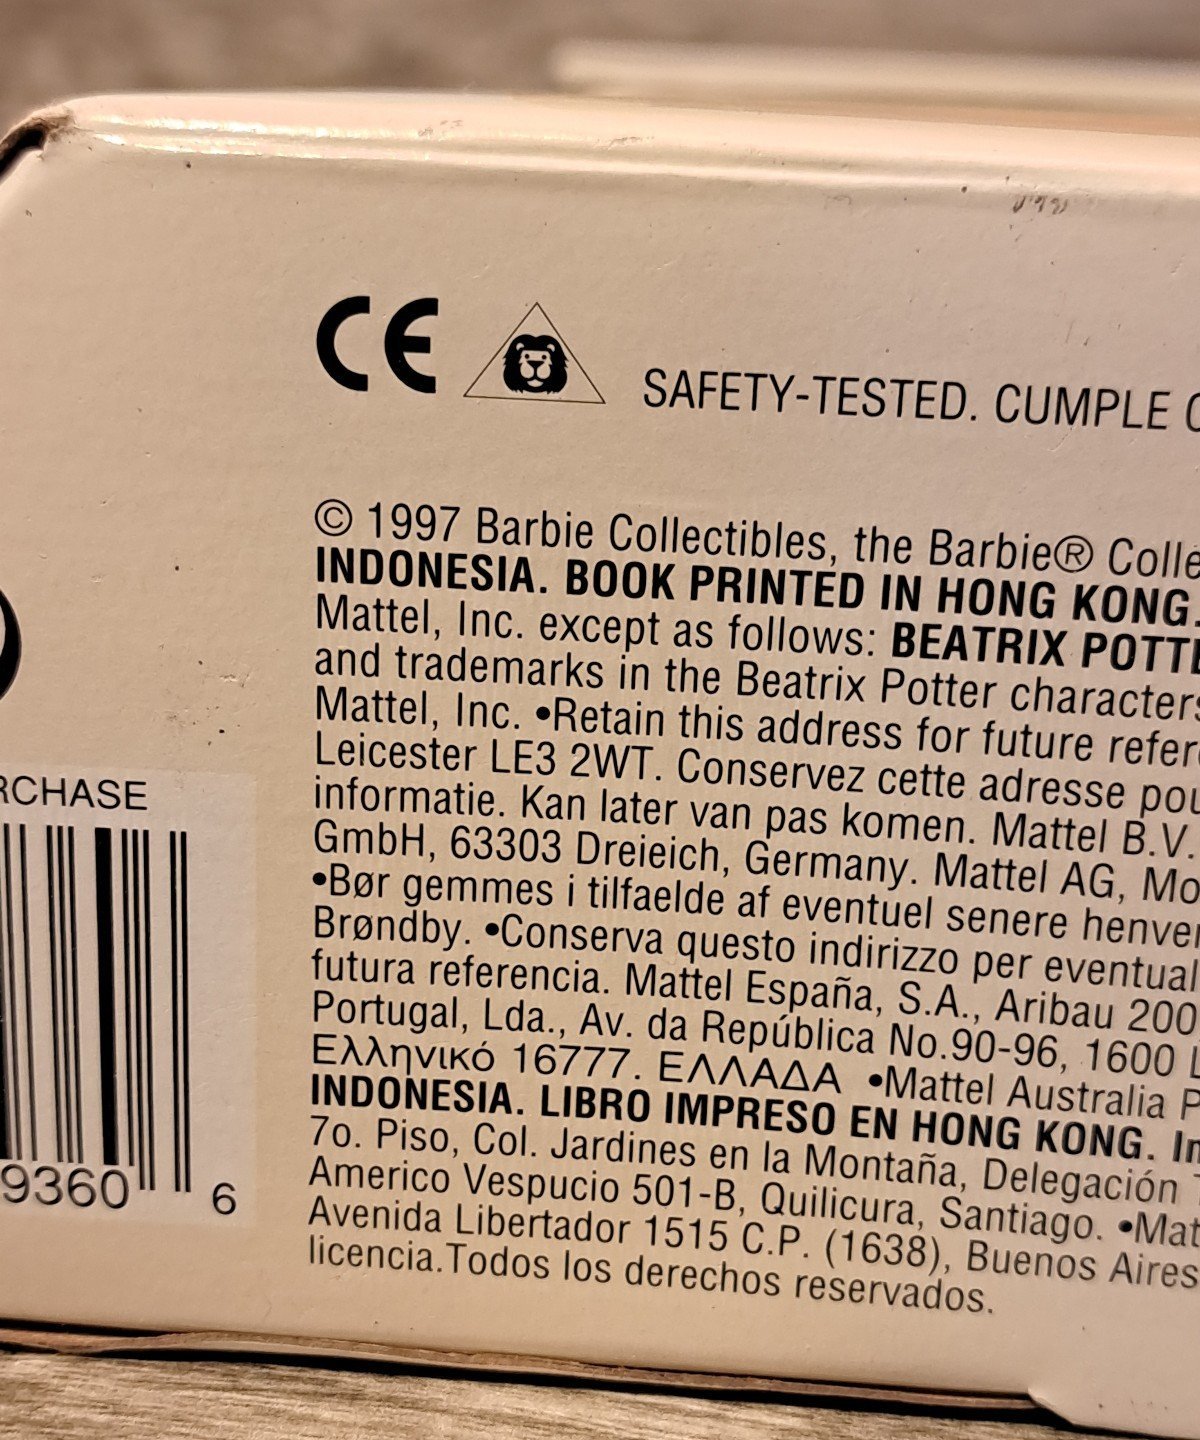 CE
SAFETY-TESTED. CUMPLE
© 1997 Barbie Collectibles, the Barbie® Colle
INDONESIA. BOOK PRINTED IN HONG KONG.
Mattel, Inc. except as follows: BEATRIX POTTE
and trademarks in the Beatrix Potter characters
Mattel, Inc. •Retain this address for future refer
Leicester LE3 2WT. Conservez cette adresse pou
informatie. Kan later van pas komen. Mattel B.V.
GmbH, 63303 Dreieich, Germany. Mattel AG, Mo
•Bør gemmes i tilfaelde af eventuel senere henven
Brøndby. •Conserva questo indirizzo per eventual
futura referencia. Mattel España, S.A., Aribau 200
Portugal, Lda., Av. da República No.90-96, 1600 L
Ελληνικό 16777. ΕΛΛΑΔΑ •Mattel Australia P
INDONESIA. LIBRO IMPRESO EN HONG KONG. Im
7o. Piso, Col. Jardines en la Montaña, Delegación T
Americo Vespucio 501-B, Quilicura, Santiago. •Mat
Avenida Libertador 1515 C.P. (1638), Buenos Aires
licencia.Todos los derechos reservados.
RCHASE
9360 6